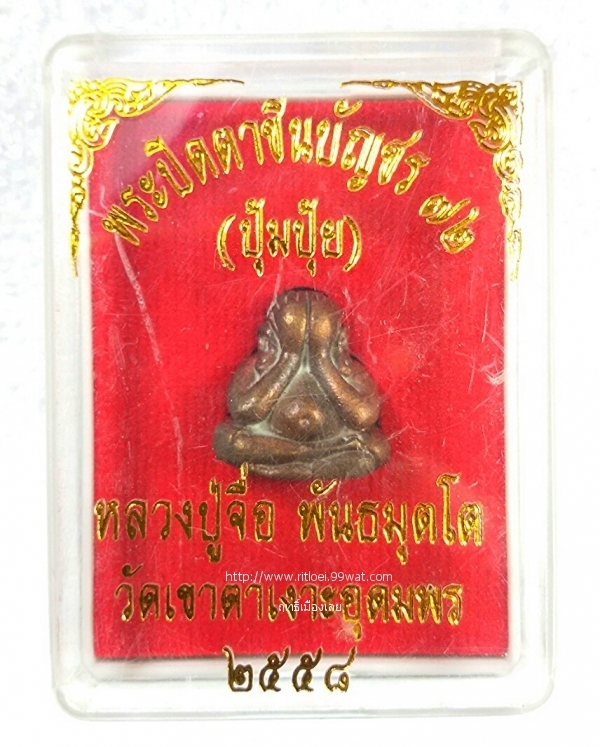 พระปิดตาชินบัญชร ๗๒
(ปุ้มปุ้ย)
หลวงปู่จื่อ พันธมุตโต
http://www.ritloei.99wat.com
วัดเขาตาเงาะอุดมพร
ฤทธิ์เมืองเลย
๒๕๕๘